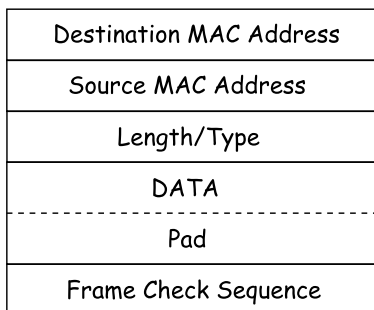 Destination MAC Address
Source MAC Address
Length/Type
DATA
Pad
Frame Check Sequence